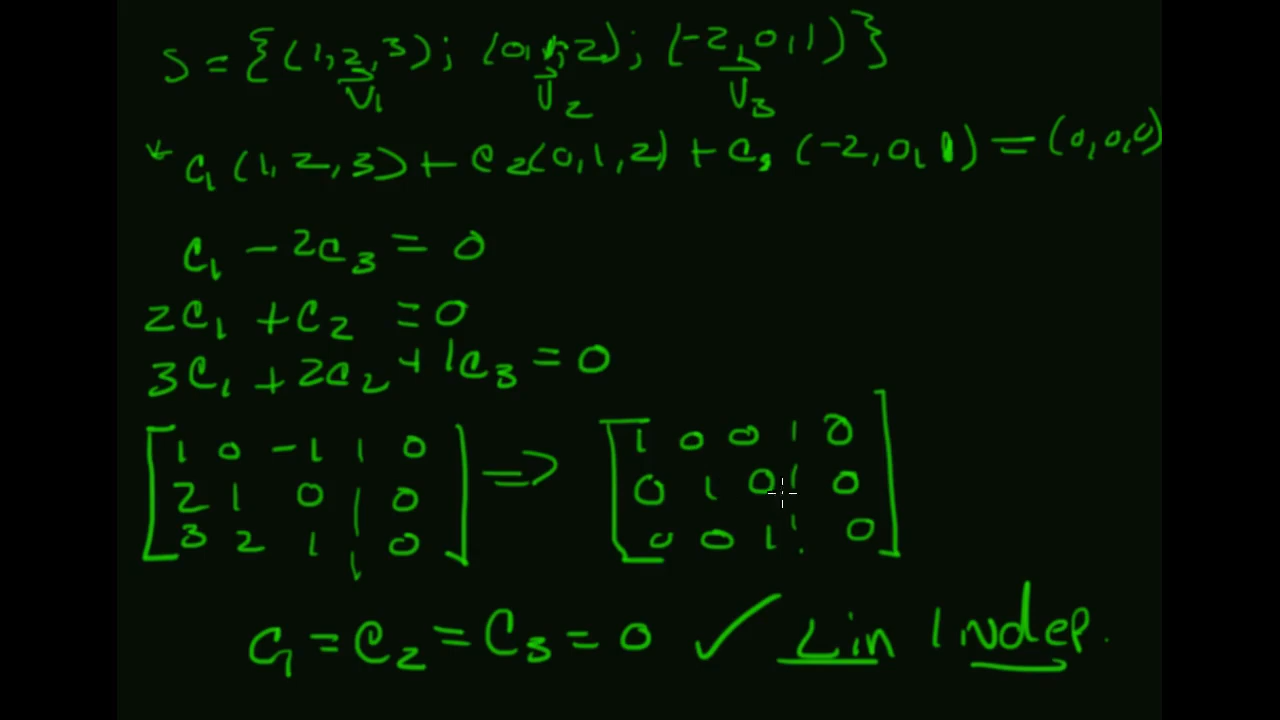 S = {(1,2,3); (0,1,2); (-2,0,1)}
V1 V2 V3
* C1 (1,2,3) + C2(0,1,2) + C3 (-2,0,1) = (0,0,0)
C1 - 2C3 = 0
2C1 + C2 = 0
3C1 + 2C2 + 1C3 = 0
[1 0 -1 | 0 => [1 0 0 | 0
2 1 0 | 0 0 1 0 | 0
3 2 1 | 0] 0 0 1 | 0]
C1 = C2 = C3 = 0 ✓ Lin Indep.